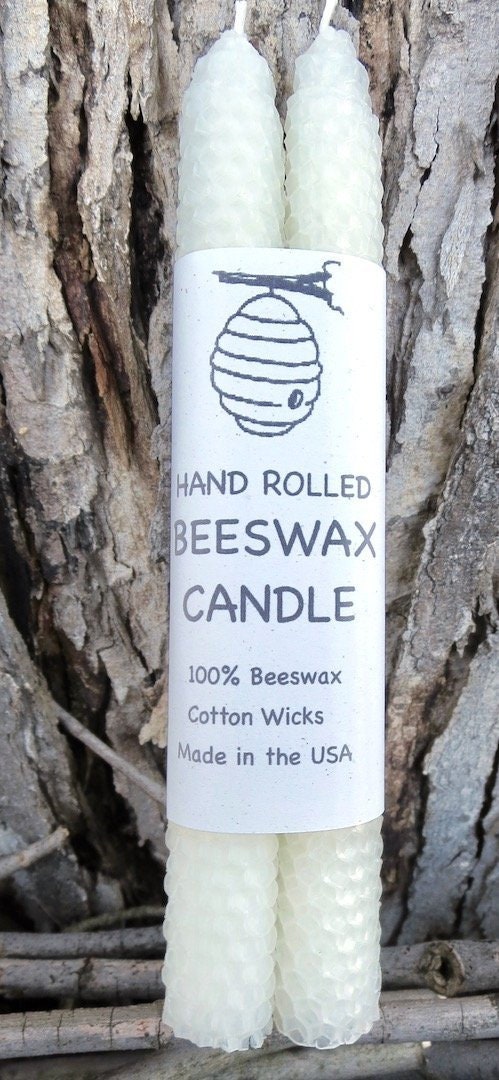 HAND ROLLED
BEESWAX
CANDLE
100% Beeswax
Cotton Wicks
Made in the USA